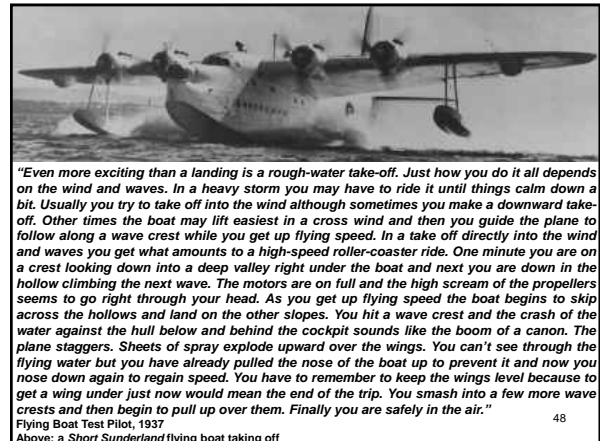 “Even more exciting than a landing is a rough-water take-off. Just how you do it all depends
on the wind and waves. In a heavy storm you may have to ride it until things calm down a
bit. Usually you try to take off into the wind although sometimes you make a downward take-
off. Other times the boat may lift easiest in a cross wind and then you guide the plane to
follow along a wave crest while you get up flying speed. In a take off directly into the wind
and waves you get what amounts to a high-speed roller-coaster ride. One minute you are on
a crest looking down into a deep valley right under the boat and next you are down in the
hollow climbing the next wave. The motors are on full and the high scream of the propellers
seems to go right through your head. As you get up flying speed the boat begins to skip
across the hollows and land on the other slopes. You hit a wave crest and the crash of the
water against the hull below and behind the cockpit sounds like the boom of a canon. The
plane staggers. Sheets of spray explode upward over the wings. You can’t see through the
flying water but you have already pulled the nose of the boat up to prevent it and now you
nose down again to regain speed. You have to remember to keep the wings level because to
get a wing under just now would mean the end of the trip. You smash into a few more wave
crests and then begin to pull up over them. Finally you are safely in the air.”
Flying Boat Test Pilot, 1937
Above: a Short Sunderland flying boat taking off
48